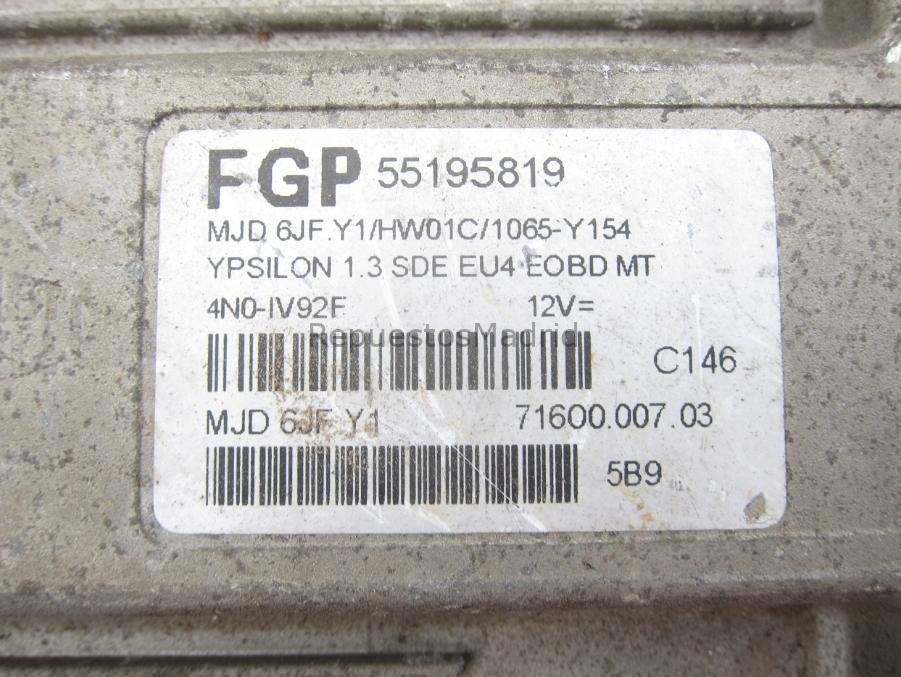 FGP 55195819
MJD 6JF.Y1/HW01C/1065-Y154
YPSILON 1.3 SDE EU4 EOBD MT
4N0-IV92F 12V=
RepuestosMadrid
C146
MJD 6JF Y1 71600.007.03
5B9